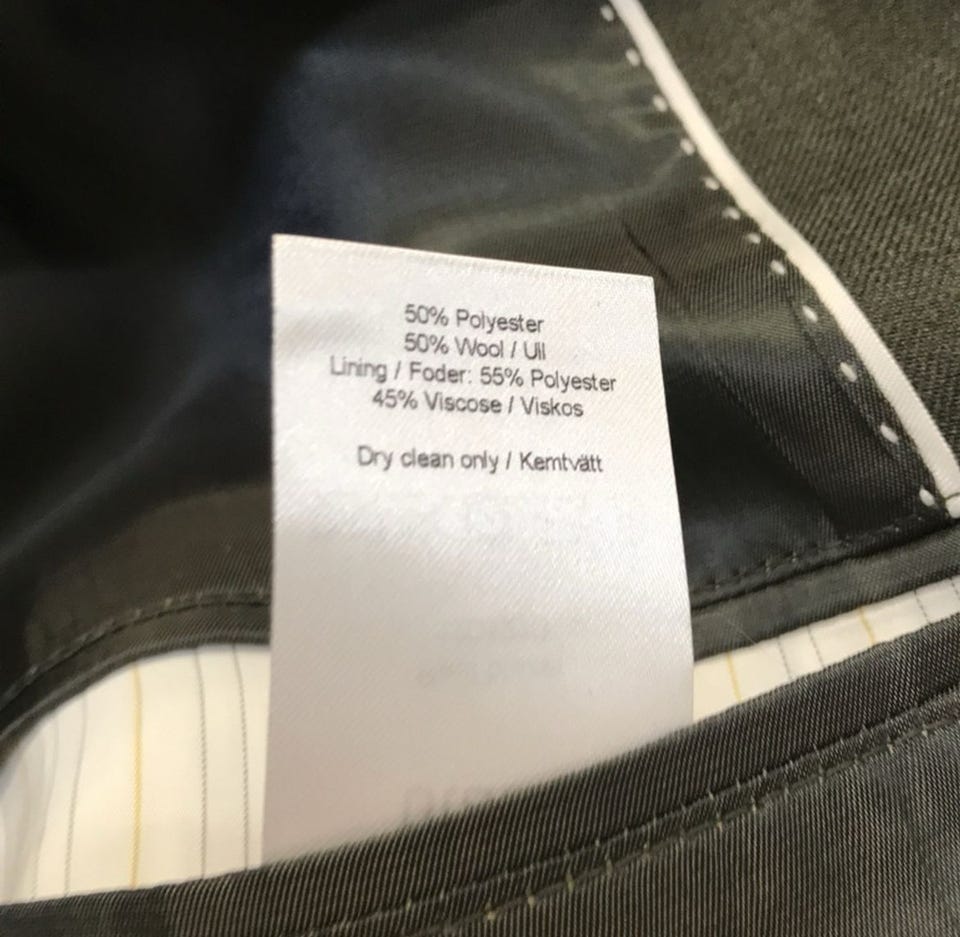 50% Polyester
50% Wool / Ull
Lining / Foder: 55% Polyester
45% Viscose / Viskos
Dry clean only / Kemtvätt